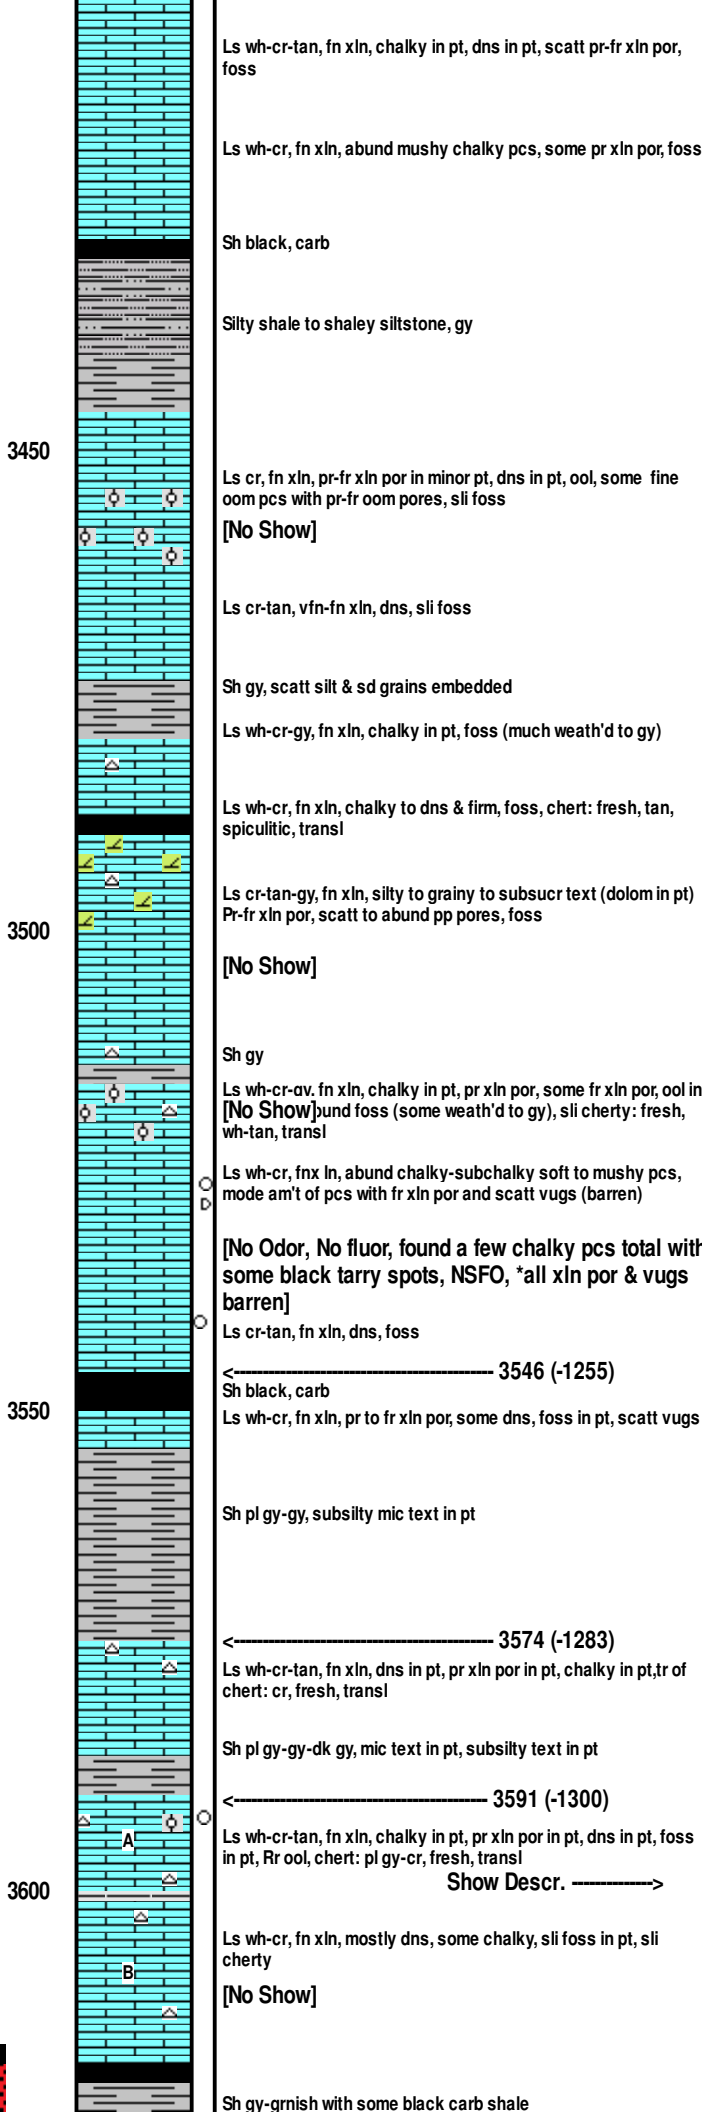 Ls wh-cr-tan, fn xln, chalky in pt, dns in pt, scatt pr-fr xln por,
foss
Ls wh-cr, fn xln, abund mushy chalky pcs, some pr xln por, foss
Sh black, carb
Silty shale to shaley siltstone, gy
3450
Ls cr, fn xln, pr-fr xln por in minor pt, dns in pt, ool, some fine
oom pcs with pr-fr oom pores, sli foss
[No Show]
Ls cr-tan, vfn-fn xln, dns, sli foss
Sh gy, scatt silt & sd grains embedded
Ls wh-cr-gy, fn xln, chalky in pt, foss (much weath'd to gy)
Ls wh-cr, fn xln, chalky to dns & firm, foss, chert: fresh, tan,
spiculitic, transl
Ls cr-tan-gy, fn xln, silty to grainy to subsucr text (dolom in pt)
Pr-fr xln por, scatt to abund pp pores, foss
3500
[No Show]
Sh gy
Ls wh-cr-gy, fn xln, chalky in pt, pr xln por, some fr xln por, ool in
[No Show] foss (some weath'd to gy), sli cherty: fresh,
wh-tan, transl
Ls wh-cr, fnx ln, abund chalky-subchalky soft to mushy pcs,
mode am't of pcs with fr xln por and scatt vugs (barren)
[No Odor, No fluor, found a few chalky pcs total with
some black tarry spots, NSFO, *all xln por & vugs
barren]
Ls cr-tan, fn xln, dns, foss
<--------------------------------------------- 3546 (-1255)
Sh black, carb
3550
Ls wh-cr, fn xln, pr to fr xln por, some dns, foss in pt, scatt vugs
Sh pl gy-gy, subsilty mic text in pt
<--------------------------------------------- 3574 (-1283)
Ls wh-cr-tan, fn xln, dns in pt, pr xln por in pt, chalky in pt,tr of
chert: cr, fresh, transl
Sh pl gy-gy-dk gy, mic text in pt, subsilty text in pt
<-------------------------------------------- 3591 (-1300)
A
Ls wh-cr-tan, fn xln, chalky in pt, pr xln por in pt, dns in pt, foss
in pt, Rr ool, chert: pl gy-cr, fresh, transl
Show Descr. -------------->
3600
Ls wh-cr, fn xln, mostly dns, some chalky, sli foss in pt, sli
cherty
B
[No Show]
Sh gy-grnish with some black carb shale